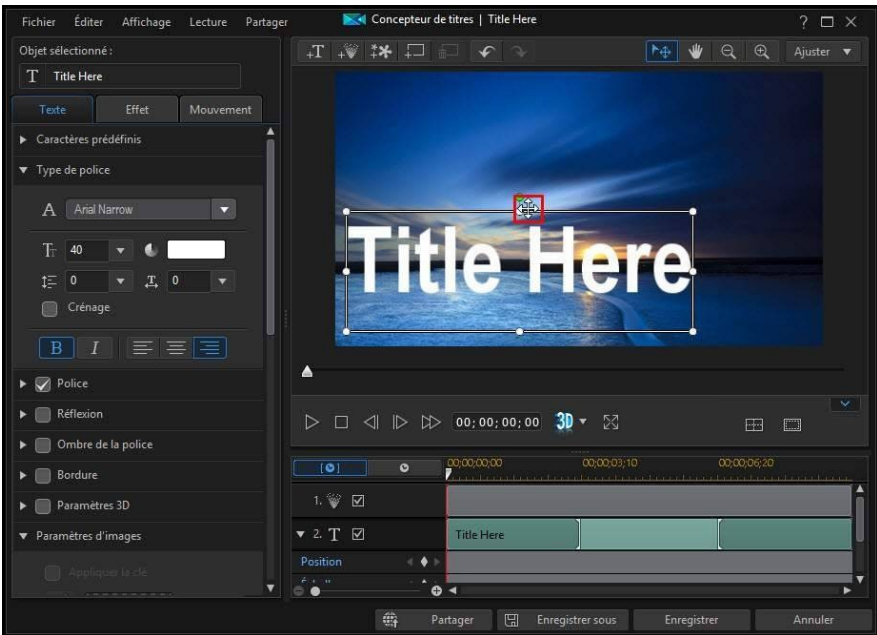 Fichier Éditer Affichage Lecture Partager
Concepteur de titres | Title Here
?
Objet sélectionné :
T Title Here
Texte Effet Mouvement
Caractères prédéfinis
Type de police
A Arial Narrow
40
0 0
Crénage
B I
Police
Réflexion
Ombre de la police
Bordure
Paramètres 3D
Paramètres d'images
Appliquer la clé
Ajuster
Title Here
00;00;00;00 3D
00;00;00;00 00;00;03;10 00;00;06;20
1.
2. T Title Here
Position
Partager Enregistrer sous Enregistrer Annuler